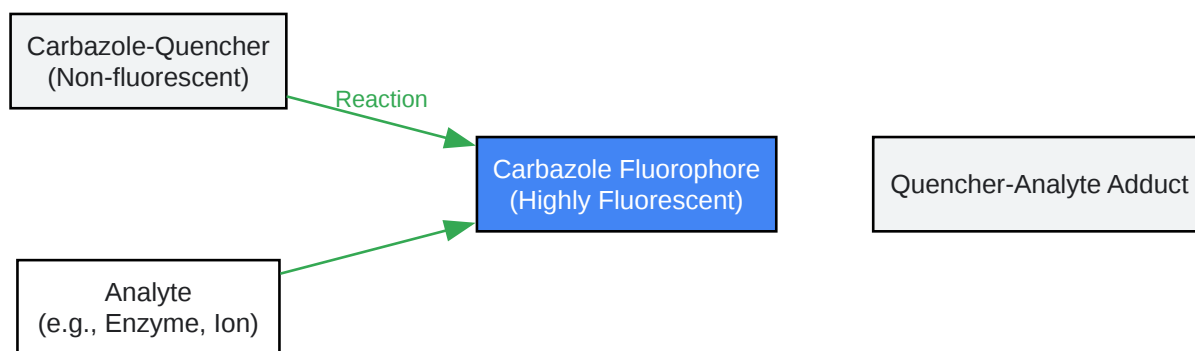 Carbazole-Quencher
(Non-fluorescent)
Reaction
Carbazole Fluorophore
(Highly Fluorescent)
Quencher-Analyte Adduct
Analyte
(e.g., Enzyme, Ion)